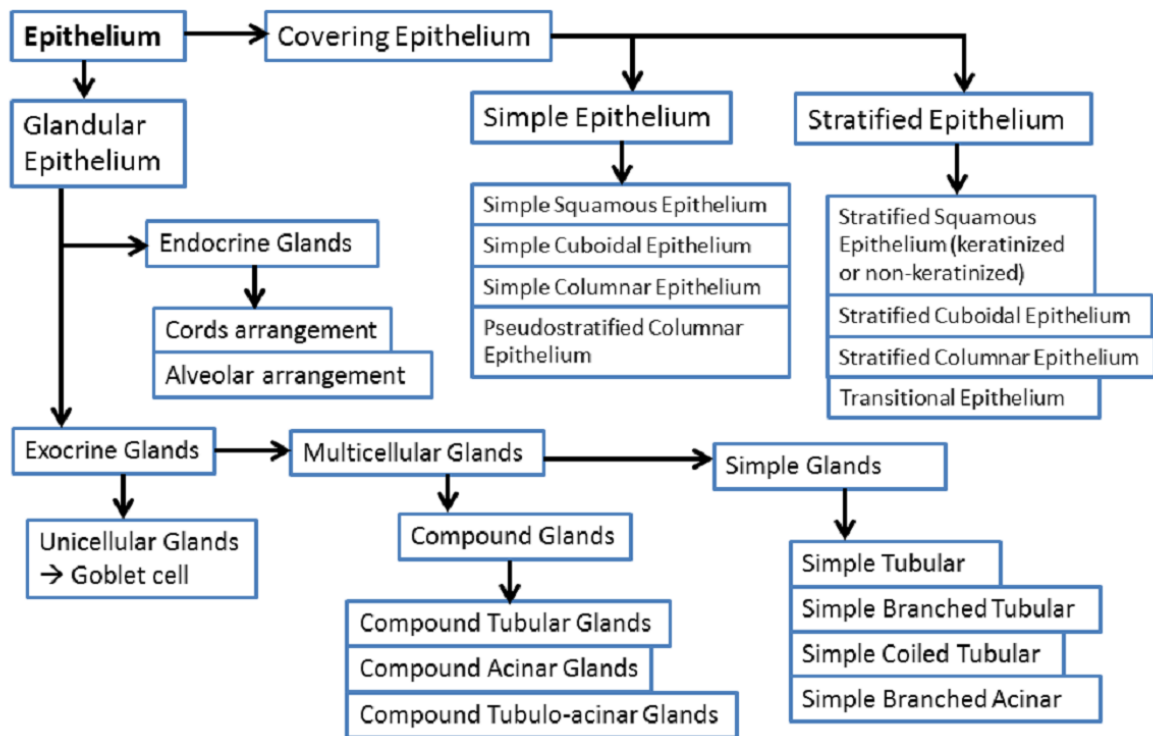 Epithelium
Covering Epithelium
Glandular
Epithelium
Simple Epithelium
Stratified Epithelium
Simple Squamous Epithelium
Simple Cuboidal Epithelium
Simple Columnar Epithelium
Pseudostratified Columnar
Epithelium
Stratified Squamous
Epithelium (keratinized
or non-keratinized)
Stratified Cuboidal Epithelium
Stratified Columnar Epithelium
Transitional Epithelium
Endocrine Glands
Cords arrangement
Alveolar arrangement
Exocrine Glands
Multicellular Glands
Simple Glands
Unicellular Glands
→ Goblet cell
Compound Glands
Compound Tubular Glands
Compound Acinar Glands
Compound Tubulo-acinar Glands
Simple Tubular
Simple Branched Tubular
Simple Coiled Tubular
Simple Branched Acinar